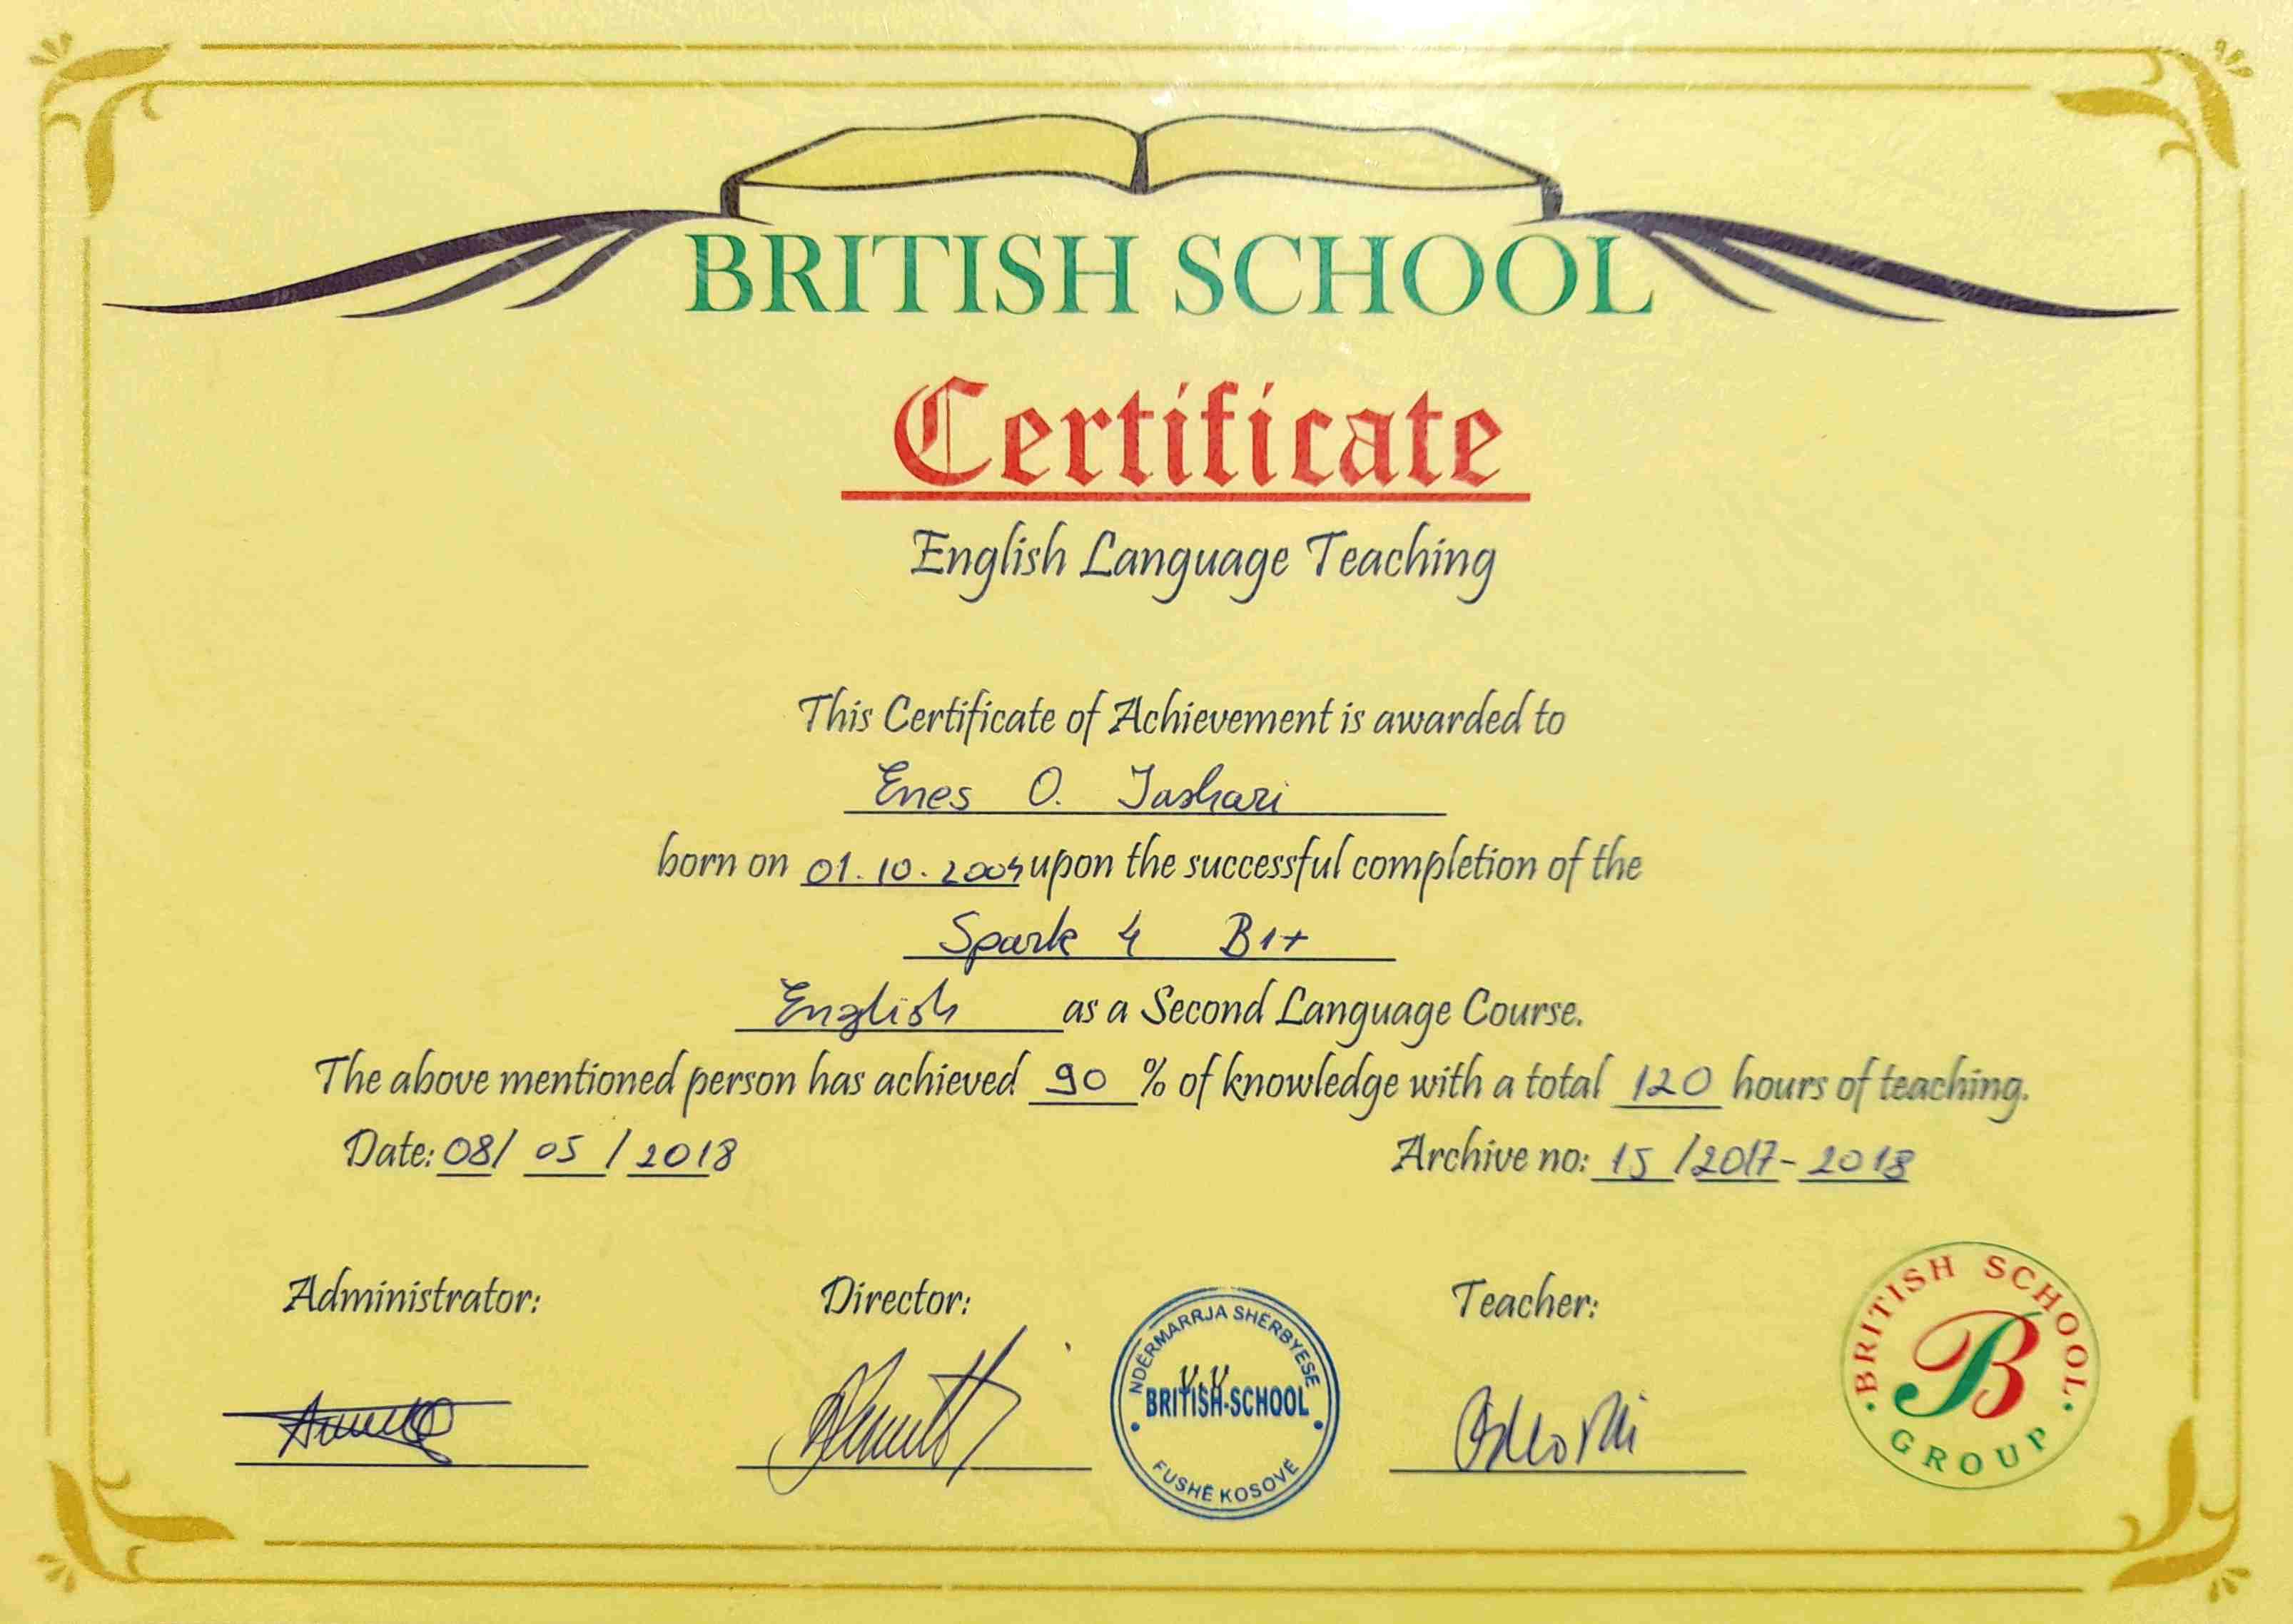 BRITISH SCHOOL
Certificate
English Language Teaching
This Certificate of Achievement is awarded to
Enes O. Jashari
born on 01.10.2004 upon the successful completion of the
Spark 4 B1+
English as a Second Language Course.
The above mentioned person has achieved 90 % of knowledge with a total 120 hours of teaching.
Date: 08/ 05 / 2018 Archive no: 15 /2017- 2018
Administrator: Director: Teacher:
NDËRMARRJA SHËRBYESE
BRITISH-SCHOOL
FUSHË KOSOVË
BRITISH SCHOOL
B
GROUP